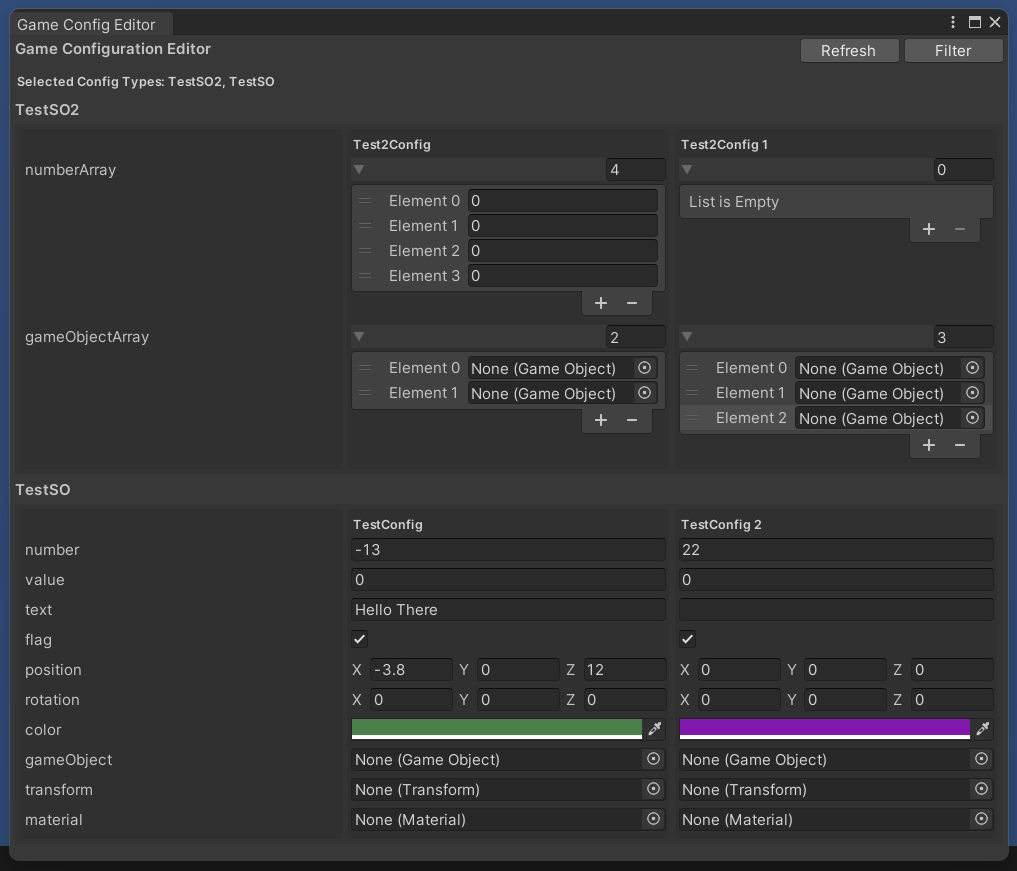 Game Config Editor
Game Configuration Editor Refresh Filter
Selected Config Types: TestSO2, TestSO
TestSO2
Test2Config Test2Config 1
numberArray 4 0
Element 0 0 List is Empty
Element 1 0 + −
Element 2 0
Element 3 0
+ −
gameObjectArray 2 3
Element 0 None (Game Object) Element 0 None (Game Object)
Element 1 None (Game Object) Element 1 None (Game Object)
+ − Element 2 None (Game Object)
+ −
TestSO
TestConfig TestConfig 2
number -13 22
value 0 0
text Hello There
flag
position X -3.8 Y 0 Z 12 X 0 Y 0 Z 0
rotation X 0 Y 0 Z 0 X 0 Y 0 Z 0
color
gameObject None (Game Object) None (Game Object)
transform None (Transform) None (Transform)
material None (Material) None (Material)